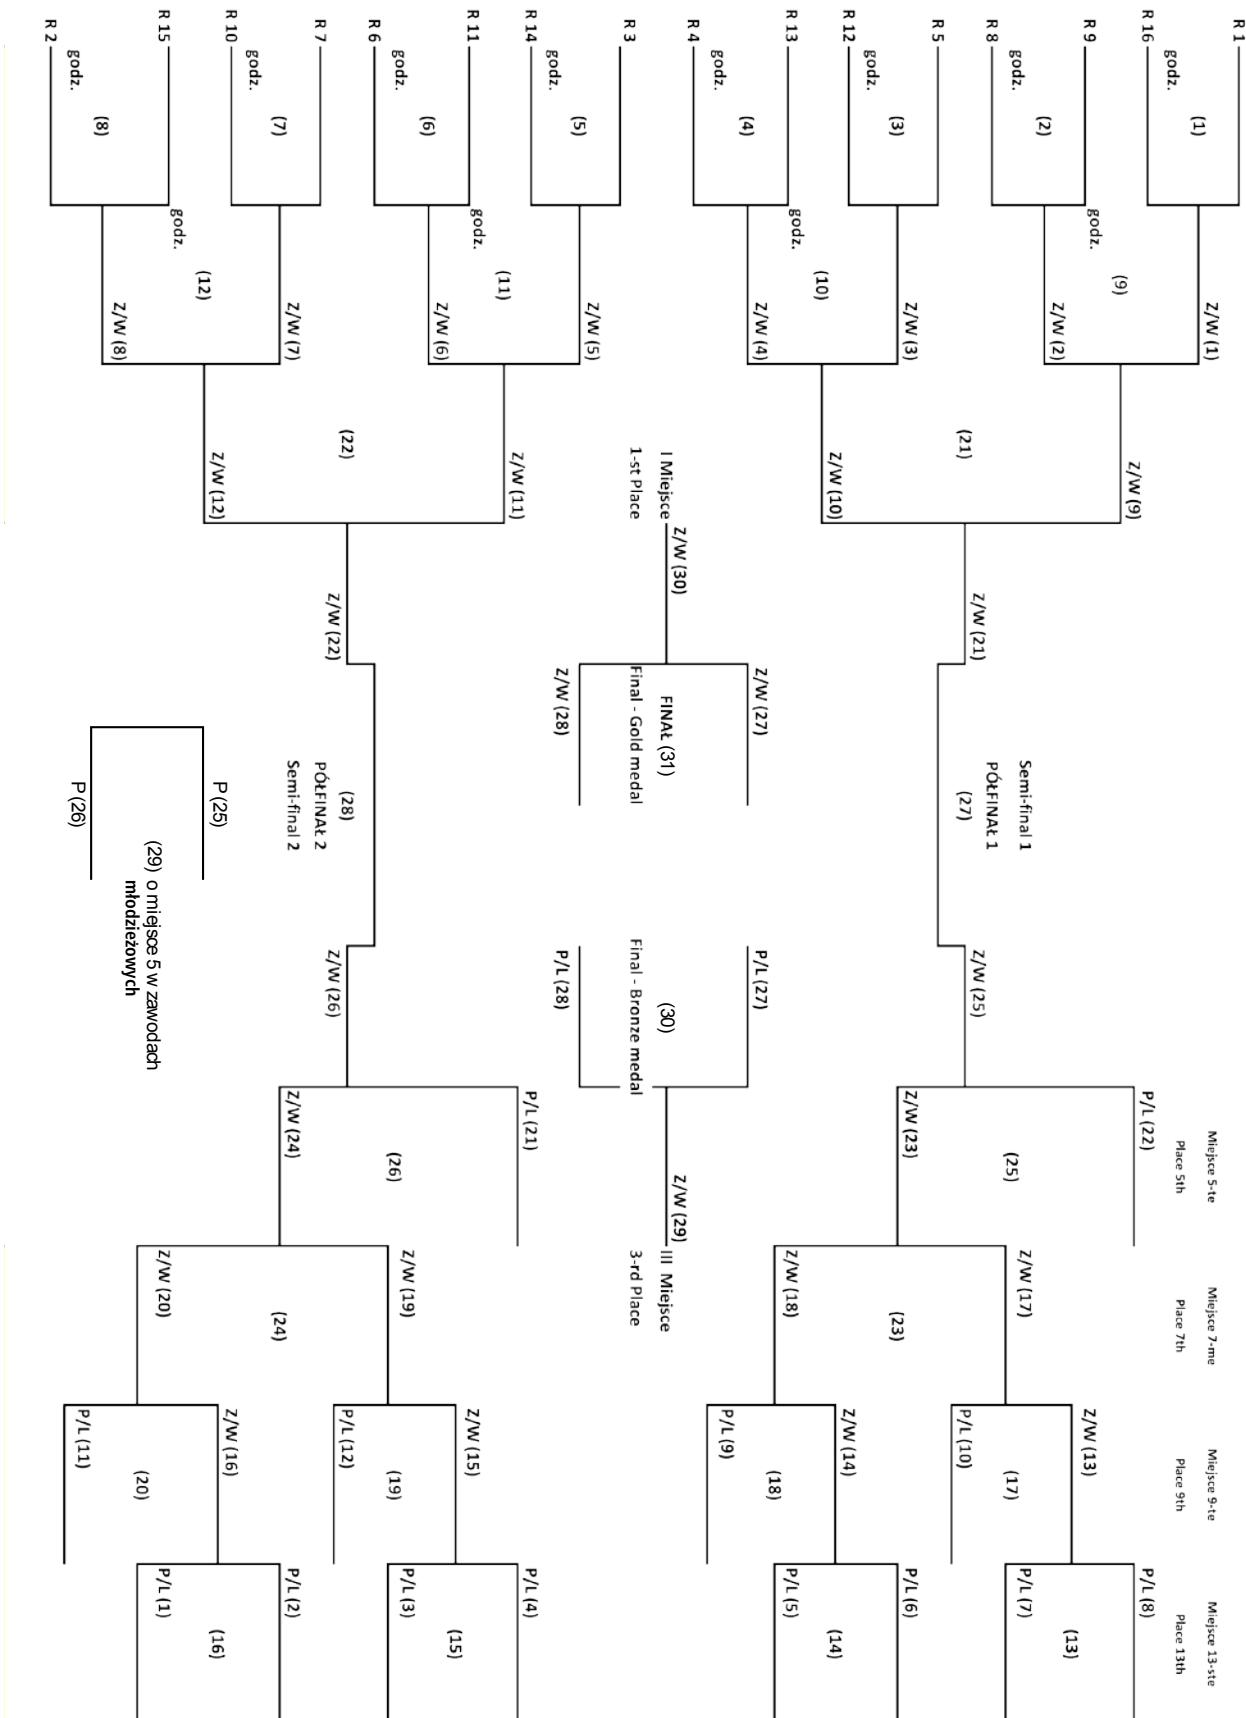 R 1
godz.
(1)
R 16
R 9
godz.
(2)
R 8
R 5
godz.
(3)
R 12
R 13
godz.
(4)
R 4
R 3
godz.
(5)
R 14
R 11
godz.
(6)
R 6
R 7
godz.
(7)
R 10
R 15
godz.
(8)
R 2
Z/W (1)
godz.
(9)
Z/W (2)
Z/W (3)
godz.
(10)
Z/W (4)
Z/W (5)
godz.
(11)
Z/W (6)
Z/W (7)
godz.
(12)
Z/W (8)
Z/W (9)
(21)
Z/W (10)
Z/W (11)
(22)
Z/W (12)
I Miejsce
1-st Place
Z/W (30)
Z/W (21)
Z/W (22)
Z/W (27)
FINAŁ (31)
Final - Gold medal
Z/W (28)
Semi-final 1
PÓŁFINAŁ 1
(27)
(28)
PÓŁFINAŁ 2
Semi-final 2
P (25)
(29) o miejsce 5 w zawodach
młodzieżowych
P (26)
Z/W (25)
P/L (27)
(30)
Final - Bronze medal
P/L (28)
Z/W (26)
Z/W (29)
III Miejsce
3-rd Place
Miejsce 5-te
Place 5th
P/L (22)
(25)
Z/W (23)
P/L (21)
(26)
Z/W (24)
Miejsce 7-me
Place 7th
Z/W (17)
(23)
Z/W (18)
Z/W (19)
(24)
Z/W (20)
Miejsce 9-te
Place 9th
Z/W (13)
(17)
P/L (10)
Z/W (14)
(18)
P/L (9)
Z/W (15)
(19)
P/L (12)
Z/W (16)
(20)
P/L (11)
Miejsce 13-ste
Place 13th
P/L (8)
(13)
P/L (7)
P/L (6)
(14)
P/L (5)
P/L (4)
(15)
P/L (3)
P/L (2)
(16)
P/L (1)